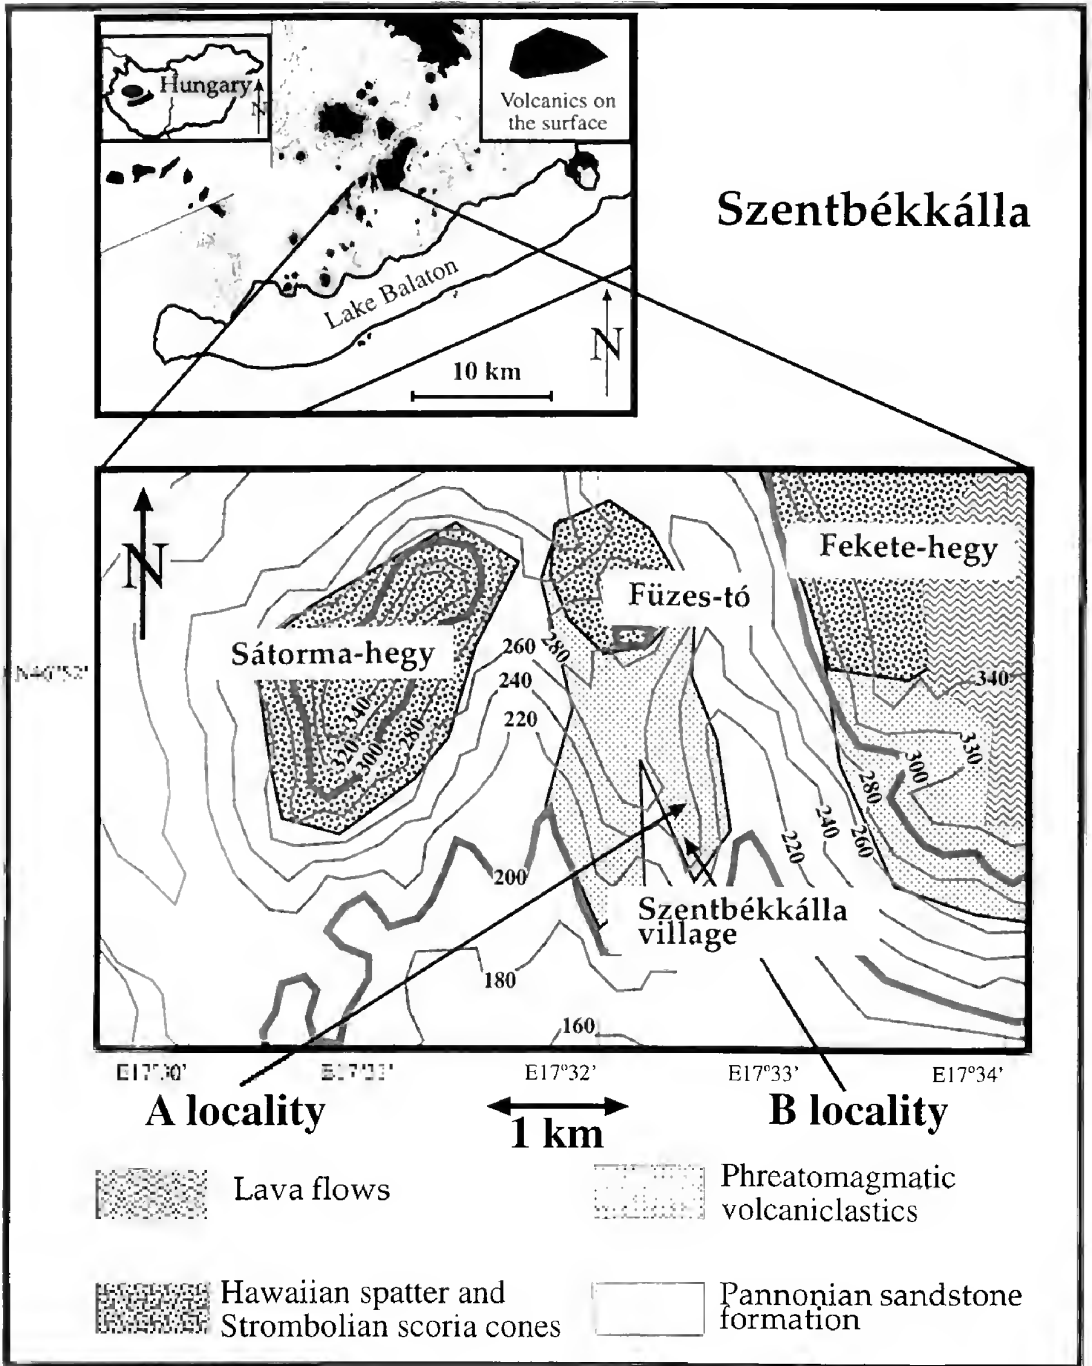 Hungary
N
Volcanics on
the surface
Szentbékkálla
Lake Balaton
N
10 km
N
Fekete-hegy
Füzes-tó
Sátorma-hegy
260
280
240
220
340
340
320
300
280
330
300
280
260
240
220
200
Szentbékkálla
village
180
160
E17°32'
E17°33'
E17°34'
A locality
1 km
B locality
Lava flows
Phreatomagmatic
volcaniclastics
Hawaiian spatter and
Strombolian scoria cones
Pannonian sandstone
formation